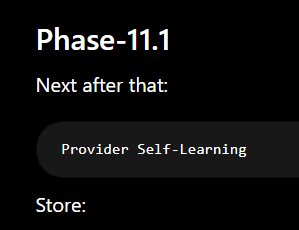 Phase-11.1
Next after that:
Provider Self-Learning
Store: